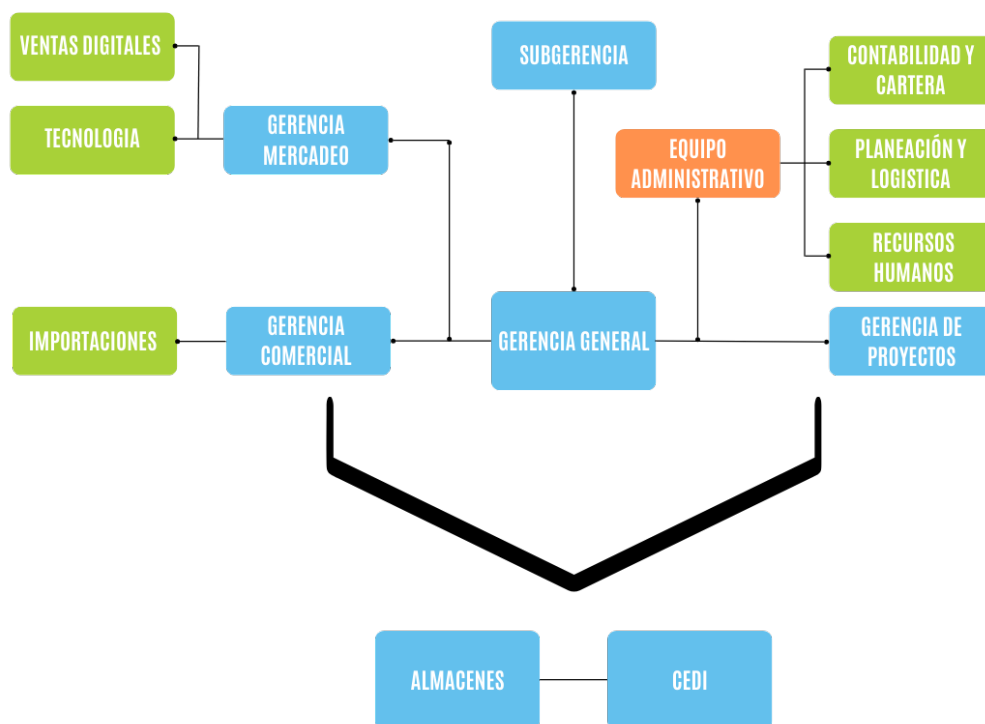 VENTAS DIGITALES
SUBGERENCIA
CONTABILIDAD Y
CARTERA
TECNOLOGIA
GERENCIA
MERCADEO
EQUIPO
ADMINISTRATIVO
PLANEACIÓN Y
LOGISTICA
RECURSOS
HUMANOS
IMPORTACIONES
GERENCIA
COMERCIAL
GERENCIA GENERAL
GERENCIA DE
PROYECTOS
ALMACENES
CEDI